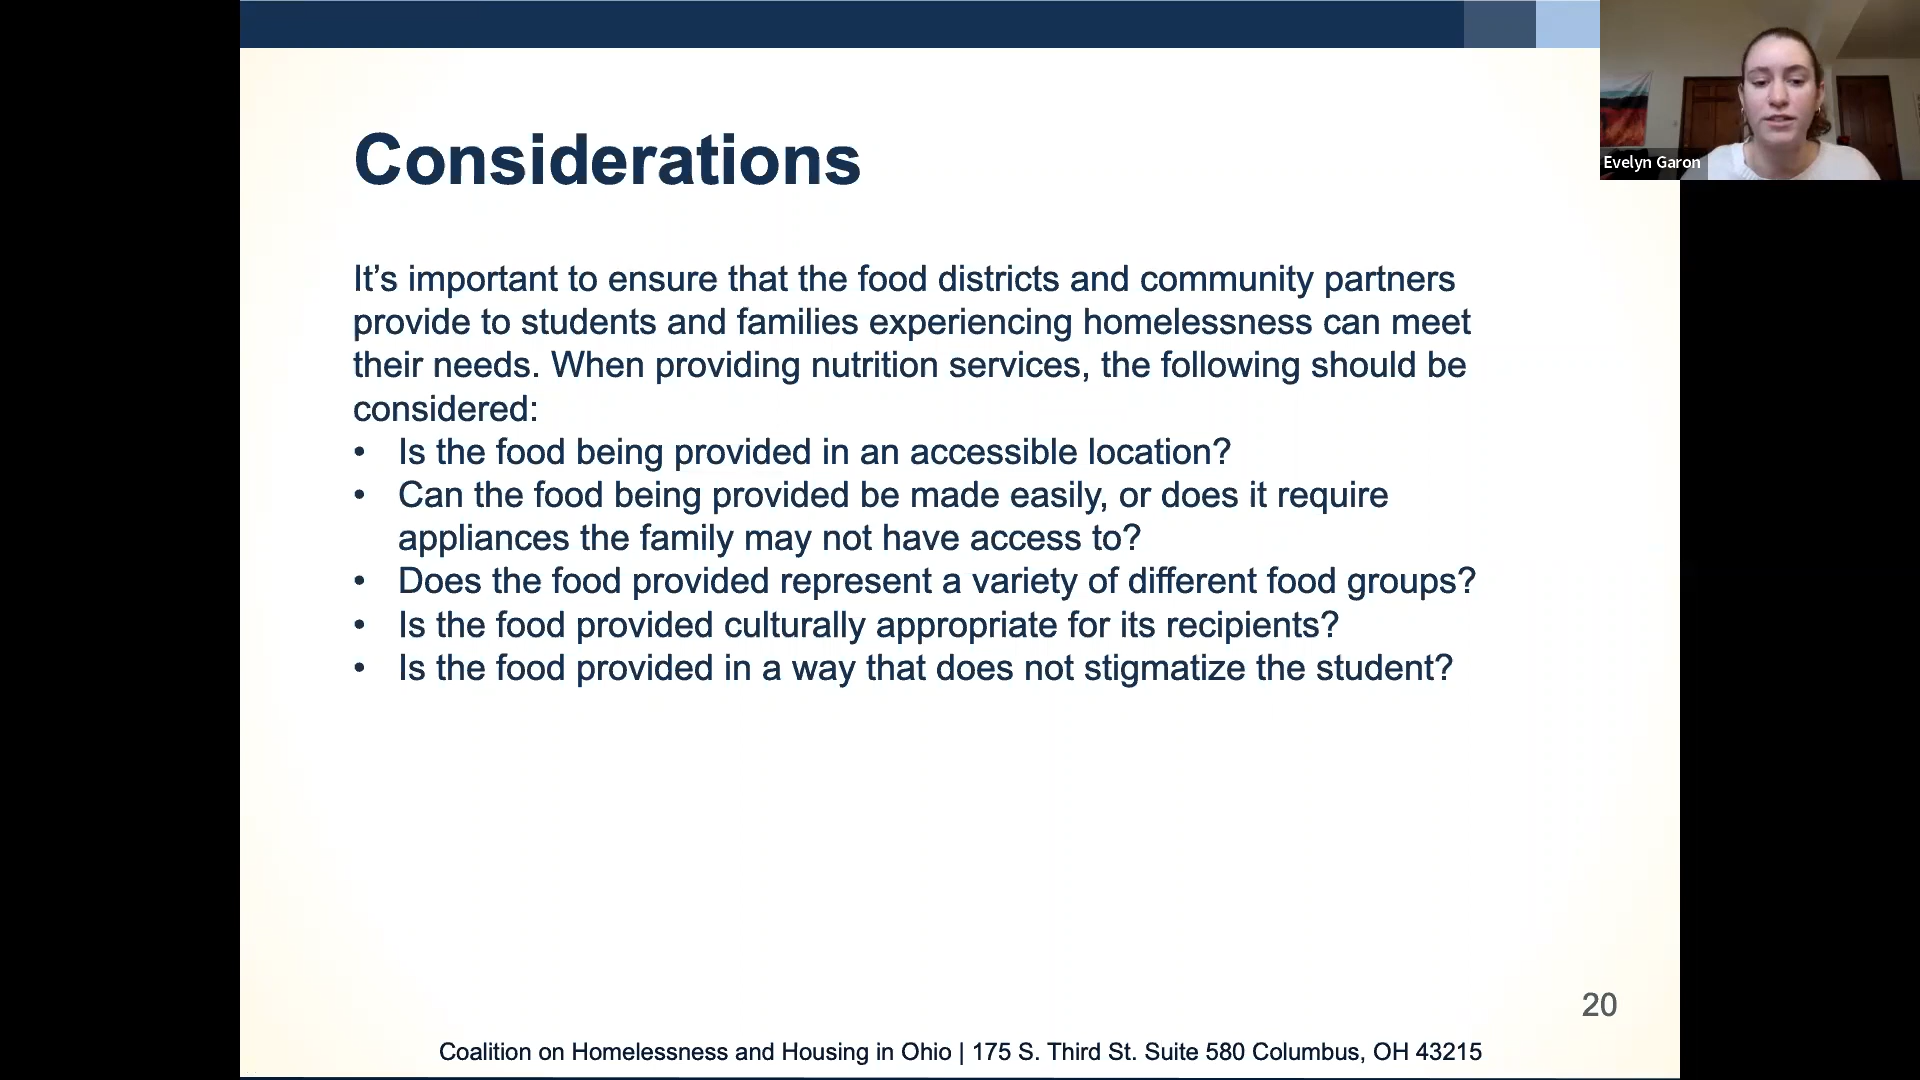 Considerations
It’s important to ensure that the food districts and community partners
provide to students and families experiencing homelessness can meet
their needs. When providing nutrition services, the following should be
considered:
• Is the food being provided in an accessible location?
• Can the food being provided be made easily, or does it require
appliances the family may not have access to?
• Does the food provided represent a variety of different food groups?
• Is the food provided culturally appropriate for its recipients?
• Is the food provided in a way that does not stigmatize the student?
20
Coalition on Homelessness and Housing in Ohio | 175 S. Third St. Suite 580 Columbus, OH 43215
Evelyn Garon